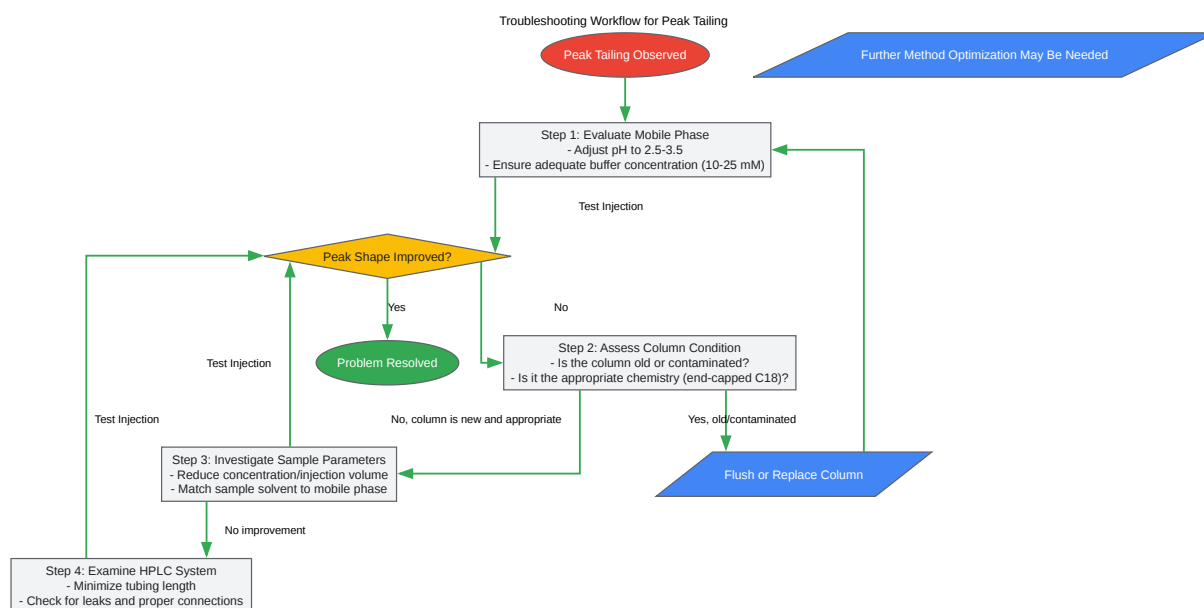 Troubleshooting Workflow for Peak Tailing
Peak Tailing Observed
Further Method Optimization May Be Needed
Step 1: Evaluate Mobile Phase
- Adjust pH to 2.5-3.5
- Ensure adequate buffer concentration (10-25 mM)
Test Injection
Peak Shape Improved?
Yes
No
Problem Resolved
Step 2: Assess Column Condition
- Is the column old or contaminated?
- Is it the appropriate chemistry (end-capped C18)?
Test Injection
Test Injection
No, column is new and appropriate
Yes, old/contaminated
Step 3: Investigate Sample Parameters
- Reduce concentration/injection volume
- Match sample solvent to mobile phase
Flush or Replace Column
No improvement
Step 4: Examine HPLC System
- Minimize tubing length
- Check for leaks and proper connections